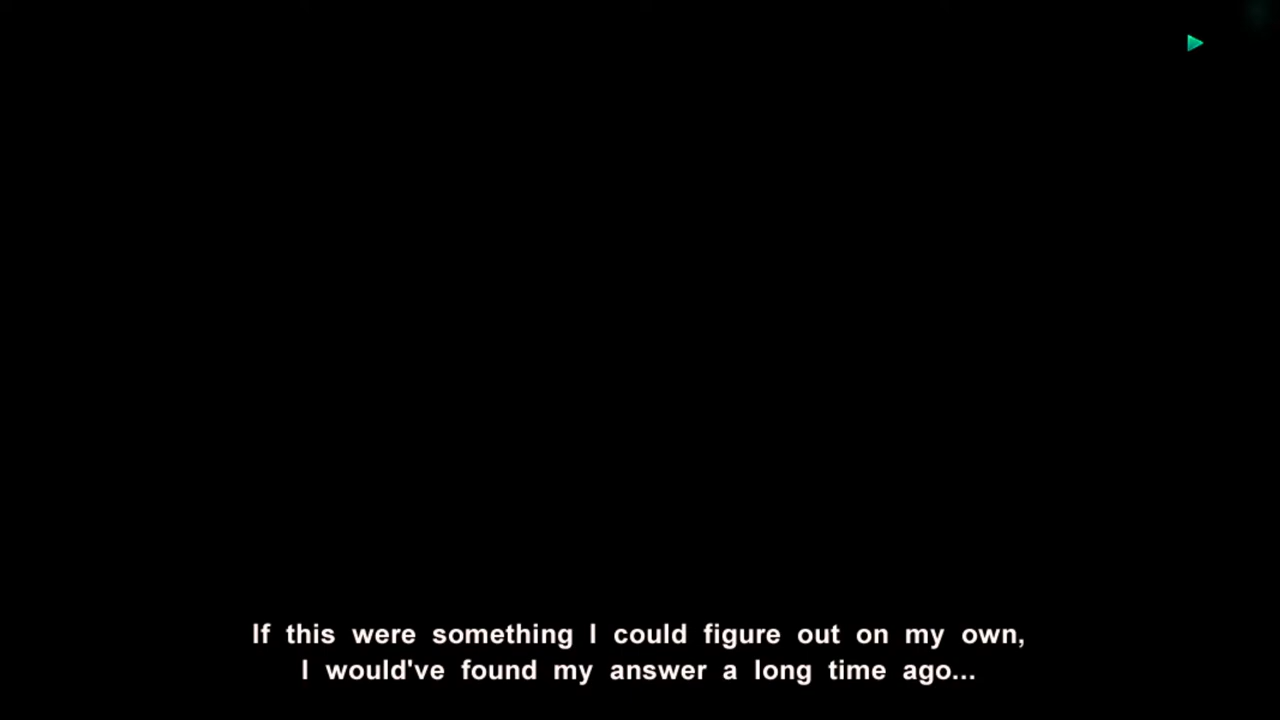 If this were something I could figure out on my own,
I would've found my answer a long time ago...